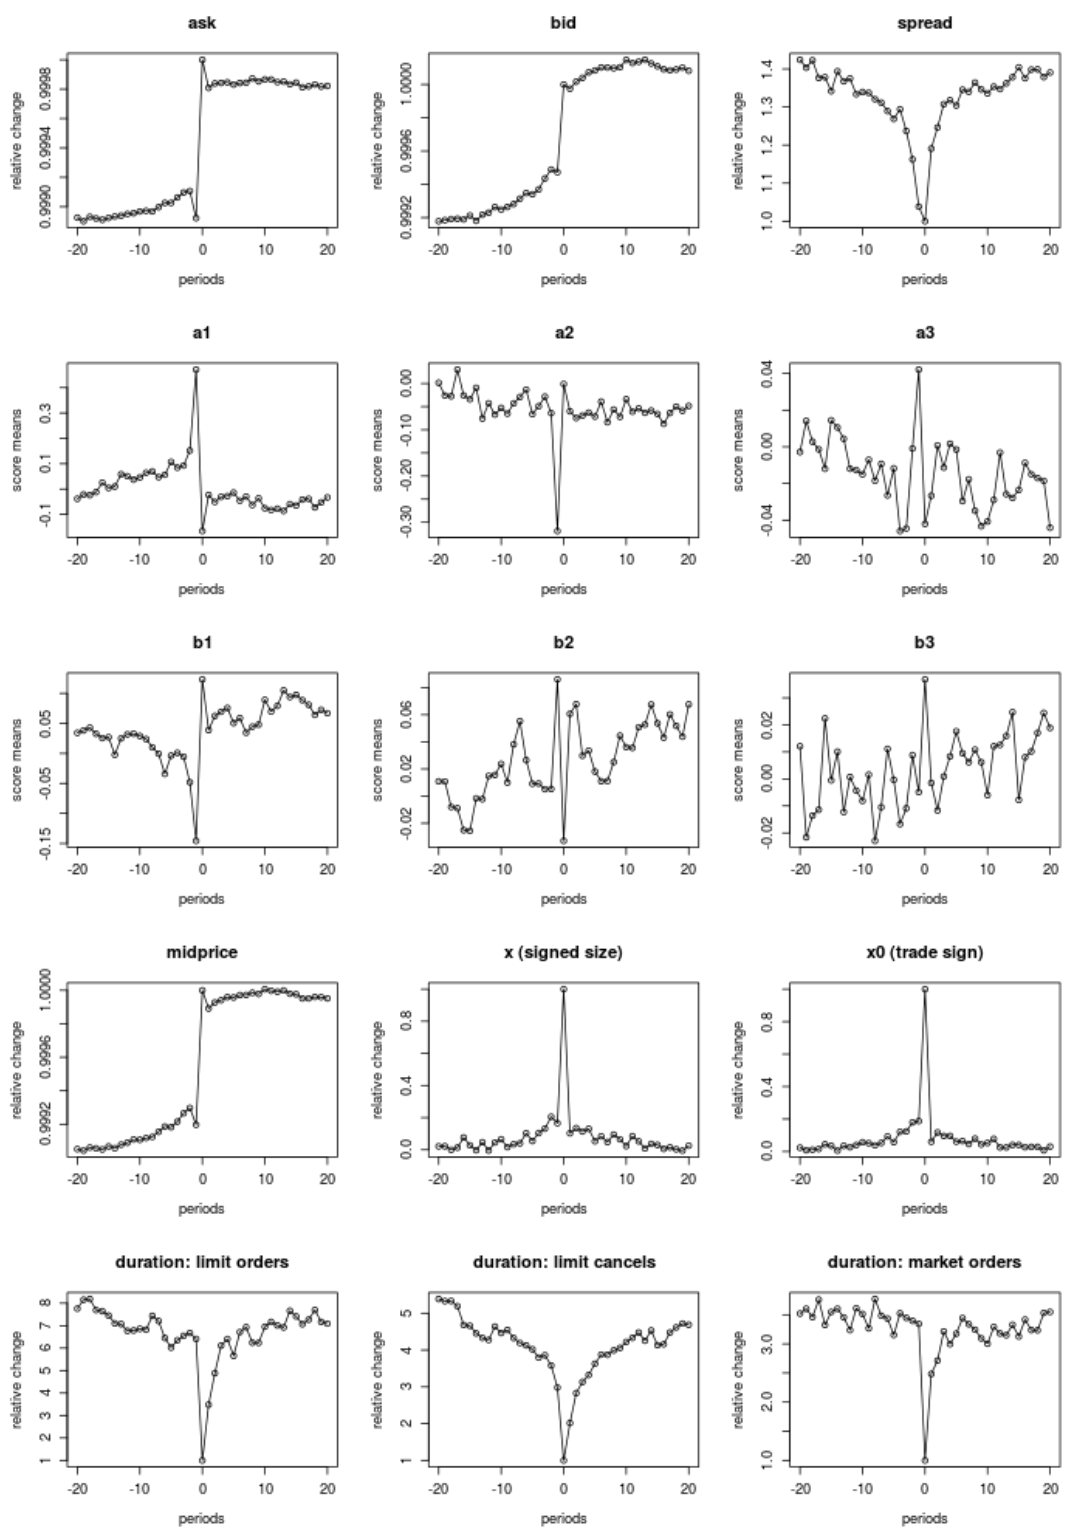 ask
bid
spread
relative change
0.9990 0.9994 0.9998
relative change
0.9992 0.9996 1.0000
relative change
1.0 1.1 1.2 1.3 1.4
-20 -10 0 10 20
-20 -10 0 10 20
-20 -10 0 10 20
periods
periods
periods
a1
a2
a3
score means
-0.1 0.1 0.3
score means
-0.30 -0.20 -0.10 0.00
score means
-0.04 0.00 0.04
-20 -10 0 10 20
-20 -10 0 10 20
-20 -10 0 10 20
periods
periods
periods
b1
b2
b3
score means
-0.15 -0.05 0.05
score means
-0.02 0.02 0.06
score means
-0.02 0.00 0.02
-20 -10 0 10 20
-20 -10 0 10 20
-20 -10 0 10 20
periods
periods
periods
midprice
x (signed size)
x0 (trade sign)
relative change
0.9992 0.9996 1.0000
relative change
0.0 0.4 0.8
relative change
0.0 0.4 0.8
-20 -10 0 10 20
-20 -10 0 10 20
-20 -10 0 10 20
periods
periods
periods
duration: limit orders
duration: limit cancels
duration: market orders
relative change
1 2 3 4 5 6 7 8
relative change
1 2 3 4 5
relative change
1.0 2.0 3.0
-20 -10 0 10 20
-20 -10 0 10 20
-20 -10 0 10 20
periods
periods
periods